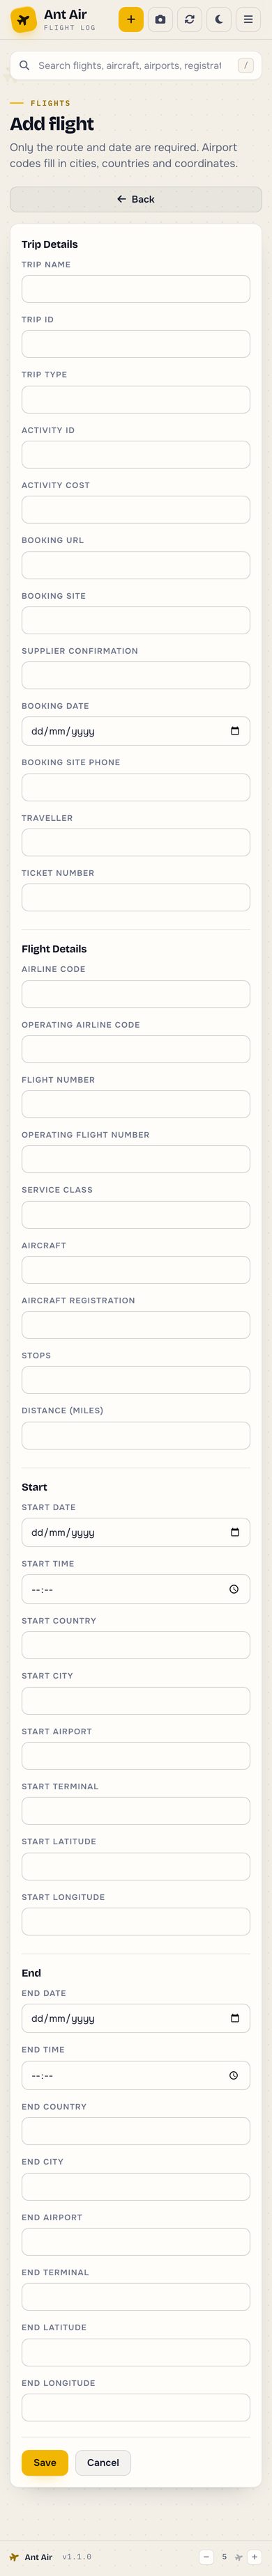 Ant Air
FLIGHT LOG
Search flights, aircraft, airports, registrat
/
FLIGHTS
Add flight
Only the route and date are required. Airport
codes fill in cities, countries and coordinates.
Back
Trip Details
TRIP NAME
TRIP ID
TRIP TYPE
ACTIVITY ID
ACTIVITY COST
BOOKING URL
BOOKING SITE
SUPPLIER CONFIRMATION
BOOKING DATE
dd/mm/yyyy
BOOKING SITE PHONE
TRAVELLER
TICKET NUMBER
Flight Details
AIRLINE CODE
OPERATING AIRLINE CODE
FLIGHT NUMBER
OPERATING FLIGHT NUMBER
SERVICE CLASS
AIRCRAFT
AIRCRAFT REGISTRATION
STOPS
DISTANCE (MILES)
Start
START DATE
dd/mm/yyyy
START TIME
--:--
START COUNTRY
START CITY
START AIRPORT
START TERMINAL
START LATITUDE
START LONGITUDE
End
END DATE
dd/mm/yyyy
END TIME
--:--
END COUNTRY
END CITY
END AIRPORT
END TERMINAL
END LATITUDE
END LONGITUDE
Save Cancel
Ant Air v1.1.0 − 5 +